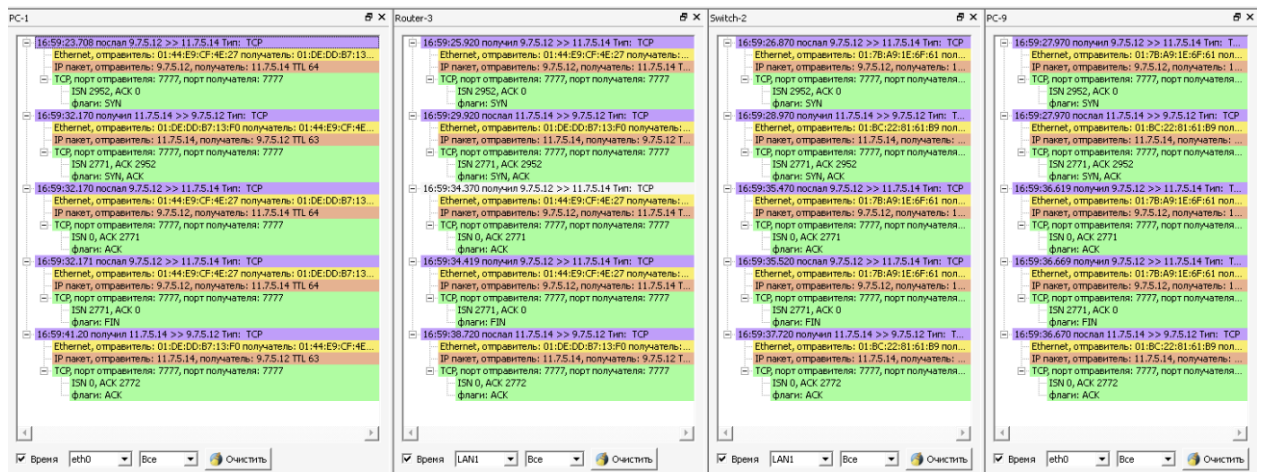 PC-1
16:59:23.708 послал 9.7.5.12 >> 11.7.5.14 Тип: TCP
Ethernet, отправитель: 01:44:E9:CF:4E:27 получатель: 01:DE:DD:B7:13...
IP пакет, отправитель: 9.7.5.12, получатель: 11.7.5.14 TTL 64
TCP, порт отправителя: 7777, порт получателя: 7777
ISN 2952, ACK 0
флаги: SYN
16:59:32.170 получил 11.7.5.14 >> 9.7.5.12 Тип: TCP
Ethernet, отправитель: 01:DE:DD:B7:13:F0 получатель: 01:44:E9:CF:4E...
IP пакет, отправитель: 11.7.5.14, получатель: 9.7.5.12 TTL 63
TCP, порт отправителя: 7777, порт получателя: 7777
ISN 2771, ACK 2952
флаги: SYN, ACK
16:59:32.170 послал 9.7.5.12 >> 11.7.5.14 Тип: TCP
Ethernet, отправитель: 01:44:E9:CF:4E:27 получатель: 01:DE:DD:B7:13...
IP пакет, отправитель: 9.7.5.12, получатель: 11.7.5.14 TTL 64
TCP, порт отправителя: 7777, порт получателя: 7777
ISN 0, ACK 2771
флаги: ACK
16:59:32.171 послал 9.7.5.12 >> 11.7.5.14 Тип: TCP
Ethernet, отправитель: 01:44:E9:CF:4E:27 получатель: 01:DE:DD:B7:13...
IP пакет, отправитель: 9.7.5.12, получатель: 11.7.5.14 TTL 64
TCP, порт отправителя: 7777, порт получателя: 7777
ISN 2771, ACK 0
флаги: FIN
16:59:41.20 получил 11.7.5.14 >> 9.7.5.12 Тип: TCP
Ethernet, отправитель: 01:DE:DD:B7:13:F0 получатель: 01:44:E9:CF:4E...
IP пакет, отправитель: 11.7.5.14, получатель: 9.7.5.12 TTL 63
TCP, порт отправителя: 7777, порт получателя: 7777
ISN 0, ACK 2772
флаги: ACK
Время eth0 Все Очистить
Router-3
16:59:25.920 получил 9.7.5.12 >> 11.7.5.14 Тип: TCP
Ethernet, отправитель: 01:44:E9:CF:4E:27 получатель:...
IP пакет, отправитель: 9.7.5.12, получатель: 11.7.5.14 T...
TCP, порт отправителя: 7777, порт получателя: 7777
ISN 2952, ACK 0
флаги: SYN
16:59:29.920 послал 11.7.5.14 >> 9.7.5.12 Тип: TCP
Ethernet, отправитель: 01:DE:DD:B7:13:F0 получатель:...
IP пакет, отправитель: 11.7.5.14, получатель: 9.7.5.12 T...
TCP, порт отправителя: 7777, порт получателя: 7777
ISN 2771, ACK 2952
флаги: SYN, ACK
16:59:34.370 получил 9.7.5.12 >> 11.7.5.14 Тип: TCP
Ethernet, отправитель: 01:44:E9:CF:4E:27 получатель:...
IP пакет, отправитель: 9.7.5.12, получатель: 11.7.5.14 T...
TCP, порт отправителя: 7777, порт получателя: 7777
ISN 0, ACK 2771
флаги: ACK
16:59:34.419 получил 9.7.5.12 >> 11.7.5.14 Тип: TCP
Ethernet, отправитель: 01:44:E9:CF:4E:27 получатель:...
IP пакет, отправитель: 9.7.5.12, получатель: 11.7.5.14 T...
TCP, порт отправителя: 7777, порт получателя: 7777
ISN 2771, ACK 0
флаги: FIN
16:59:38.720 послал 11.7.5.14 >> 9.7.5.12 Тип: TCP
Ethernet, отправитель: 01:DE:DD:B7:13:F0 получатель:...
IP пакет, отправитель: 11.7.5.14, получатель: 9.7.5.12 T...
TCP, порт отправителя: 7777, порт получателя: 7777
ISN 0, ACK 2772
флаги: ACK
Время LAN1 Все Очистить
Switch-2
16:59:26.870 получил 9.7.5.12 >> 11.7.5.14 Тип: T...
Ethernet, отправитель: 01:7B:A9:1E:6F:61 пол...
IP пакет, отправитель: 9.7.5.12, получатель: 1...
TCP, порт отправителя: 7777, порт получателя...
ISN 2952, ACK 0
флаги: SYN
16:59:28.970 получил 11.7.5.14 >> 9.7.5.12 Тип: T...
Ethernet, отправитель: 01:BC:22:81:61:B9 пол...
IP пакет, отправитель: 11.7.5.14, получатель: ...
TCP, порт отправителя: 7777, порт получателя...
ISN 2771, ACK 2952
флаги: SYN, ACK
16:59:35.470 получил 9.7.5.12 >> 11.7.5.14 Тип: T...
Ethernet, отправитель: 01:7B:A9:1E:6F:61 пол...
IP пакет, отправитель: 9.7.5.12, получатель: 1...
TCP, порт отправителя: 7777, порт получателя...
ISN 0, ACK 2771
флаги: ACK
16:59:35.520 получил 9.7.5.12 >> 11.7.5.14 Тип: T...
Ethernet, отправитель: 01:7B:A9:1E:6F:61 пол...
IP пакет, отправитель: 9.7.5.12, получатель: 1...
TCP, порт отправителя: 7777, порт получателя...
ISN 2771, ACK 0
флаги: FIN
16:59:37.720 получил 11.7.5.14 >> 9.7.5.12 Тип: T...
Ethernet, отправитель: 01:BC:22:81:61:B9 пол...
IP пакет, отправитель: 11.7.5.14, получатель: ...
TCP, порт отправителя: 7777, порт получателя...
ISN 0, ACK 2772
флаги: ACK
Время LAN1 Все Очистить
PC-9
16:59:27.970 получил 9.7.5.12 >> 11.7.5.14 Тип: T...
Ethernet, отправитель: 01:7B:A9:1E:6F:61 пол...
IP пакет, отправитель: 9.7.5.12, получатель: 1...
TCP, порт отправителя: 7777, порт получателя...
ISN 2952, ACK 0
флаги: SYN
16:59:27.970 послал 11.7.5.14 >> 9.7.5.12 Тип: TCP
Ethernet, отправитель: 01:BC:22:81:61:B9 пол...
IP пакет, отправитель: 11.7.5.14, получатель: ...
TCP, порт отправителя: 7777, порт получателя...
ISN 2771, ACK 2952
флаги: SYN, ACK
16:59:36.619 получил 9.7.5.12 >> 11.7.5.14 Тип: T...
Ethernet, отправитель: 01:7B:A9:1E:6F:61 пол...
IP пакет, отправитель: 9.7.5.12, получатель: 1...
TCP, порт отправителя: 7777, порт получателя...
ISN 0, ACK 2771
флаги: ACK
16:59:36.669 получил 9.7.5.12 >> 11.7.5.14 Тип: T...
Ethernet, отправитель: 01:7B:A9:1E:6F:61 пол...
IP пакет, отправитель: 9.7.5.12, получатель: 1...
TCP, порт отправителя: 7777, порт получателя...
ISN 2771, ACK 0
флаги: FIN
16:59:36.670 послал 11.7.5.14 >> 9.7.5.12 Тип: TCP
Ethernet, отправитель: 01:BC:22:81:61:B9 пол...
IP пакет, отправитель: 11.7.5.14, получатель: ...
TCP, порт отправителя: 7777, порт получателя...
ISN 0, ACK 2772
флаги: ACK
Время eth0 Все Очистить